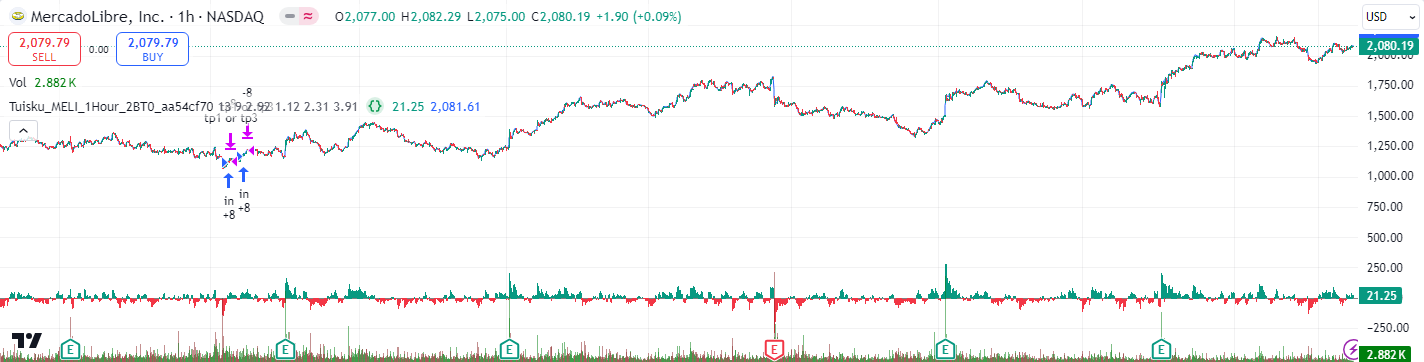 MercadoLibre, Inc. · 1h · NASDAQ
O2,077.00 H2,082.29 L2,075.00 C2,080.19 +1.90 (+0.09%)
USD
2,079.79
SELL
0.00
2,079.79
BUY
Vol 2.882 K
Tuisku_MELI_1Hour_2BT0_aa54cf70
1.12 2.31 3.91
21.25 2,081.61
-8
tp1 or tp3
in
+8
in
+8
2,080.19
2,000.00
1,750.00
1,500.00
1,250.00
1,000.00
750.00
500.00
250.00
21.25
−250.00
2.882 K
E
E
E
E
E
E